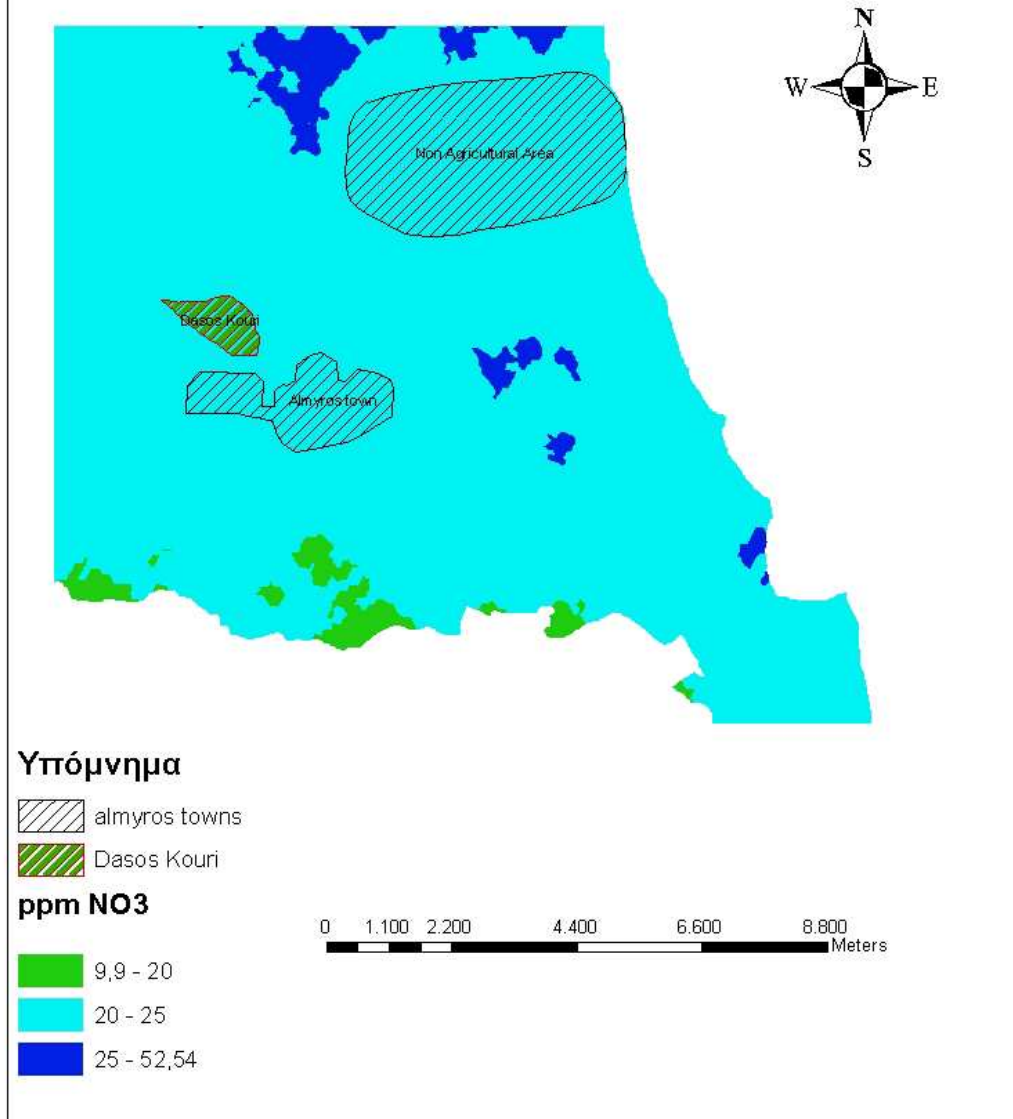 N
W E
S
Non Agricultural Area
Dasos Kouri
Almyros town
Υπόμνημα
almyros towns
Dasos Kouri
ppm NO3
0 1.100 2.200 4.400 6.600 8.800
Meters
9,9 - 20
20 - 25
25 - 52,54